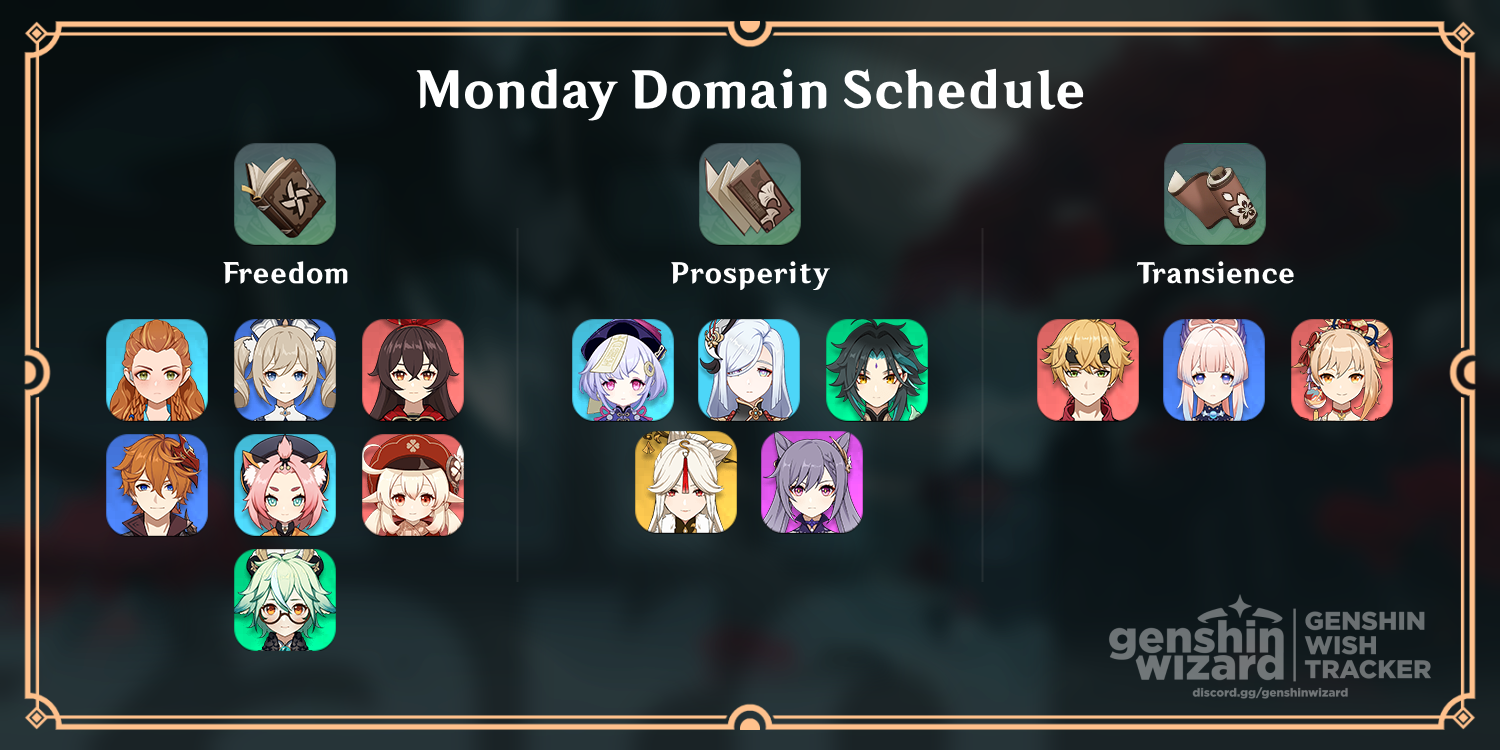 Monday Domain Schedule
Freedom
Prosperity
Transience
genshin
wizard
GENSHIN
WISH
TRACKER
discord.gg/genshinwizard